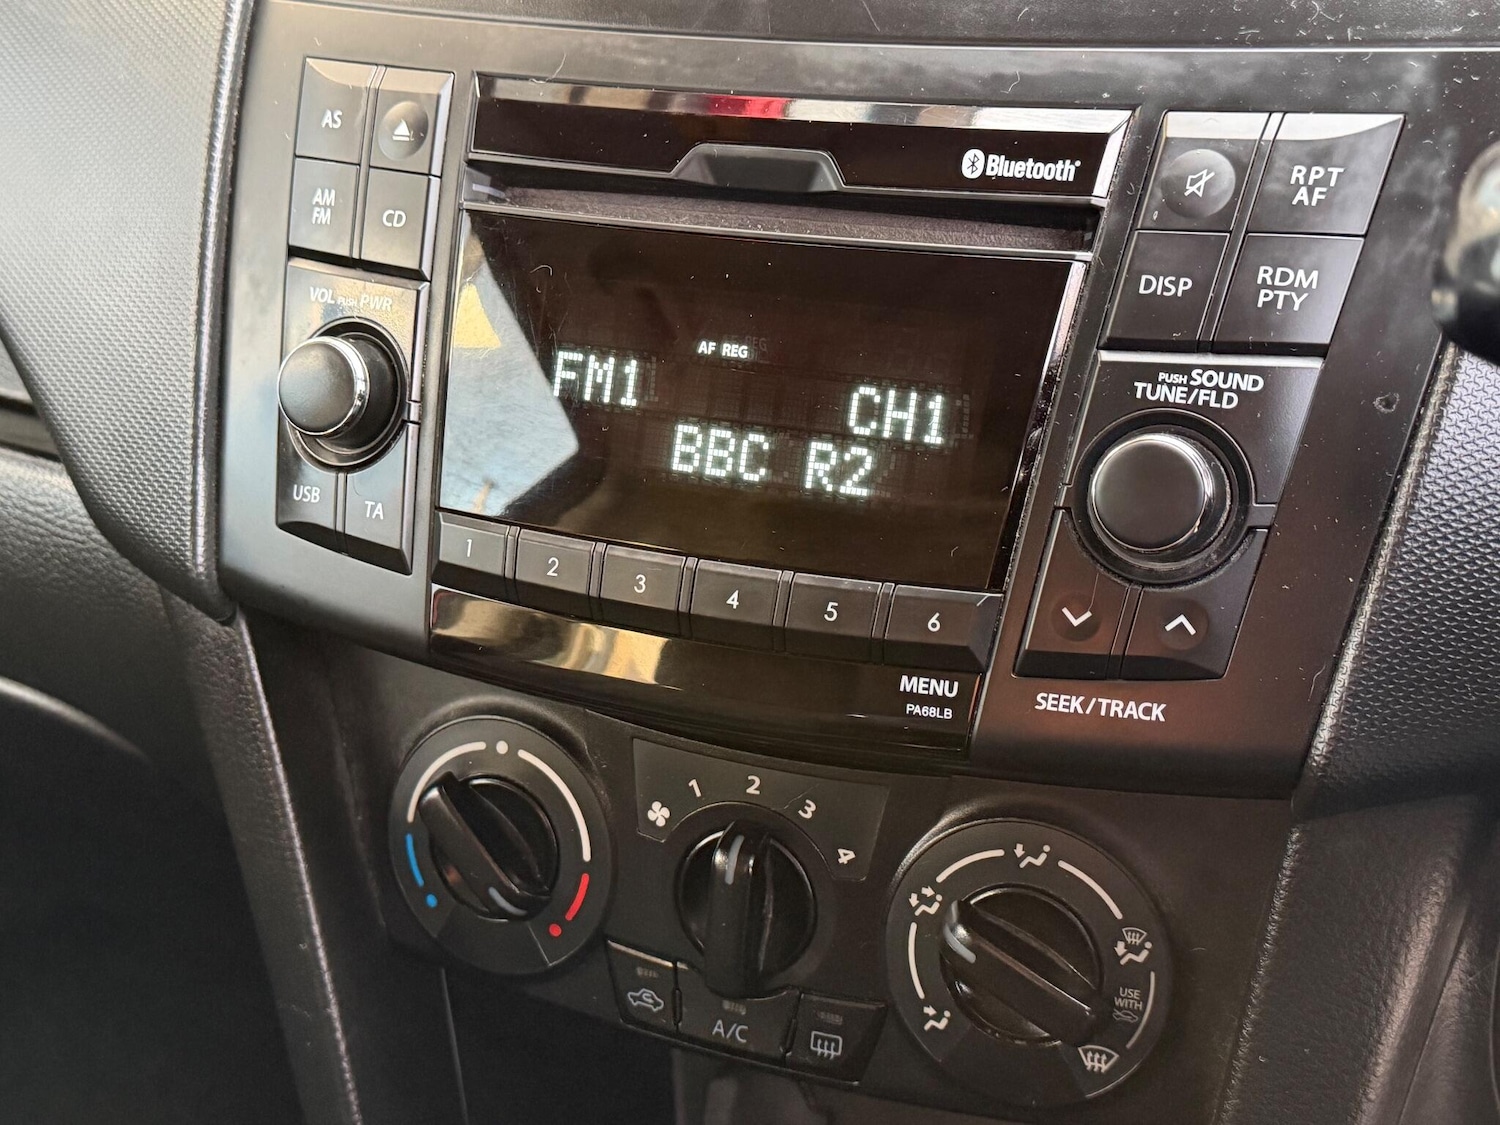 AS
AM
FM
CD
VOL PUSH PWR
USB
TA
Bluetooth®
AF REG
FM1
CH1
BBC R2
1
2
3
4
5
6
MENU
PA68LB
RPT
AF
DISP
RDM
PTY
PUSH SOUND
TUNE/FLD
SEEK/TRACK
1
2
3
4
A/C
USE
WITH